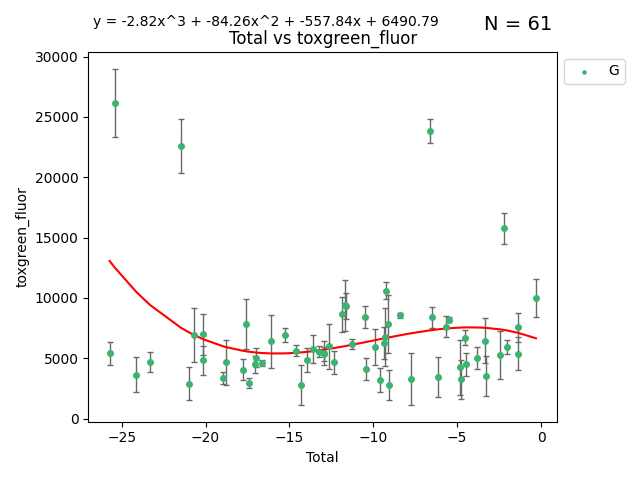 y = -2.82x^3 + -84.26x^2 + -557.84x + 6490.79
N = 61
Total vs toxgreen_fluor
G
30000
25000
20000
15000
10000
5000
0
toxgreen_fluor
−25
−20
−15
−10
−5
0
Total